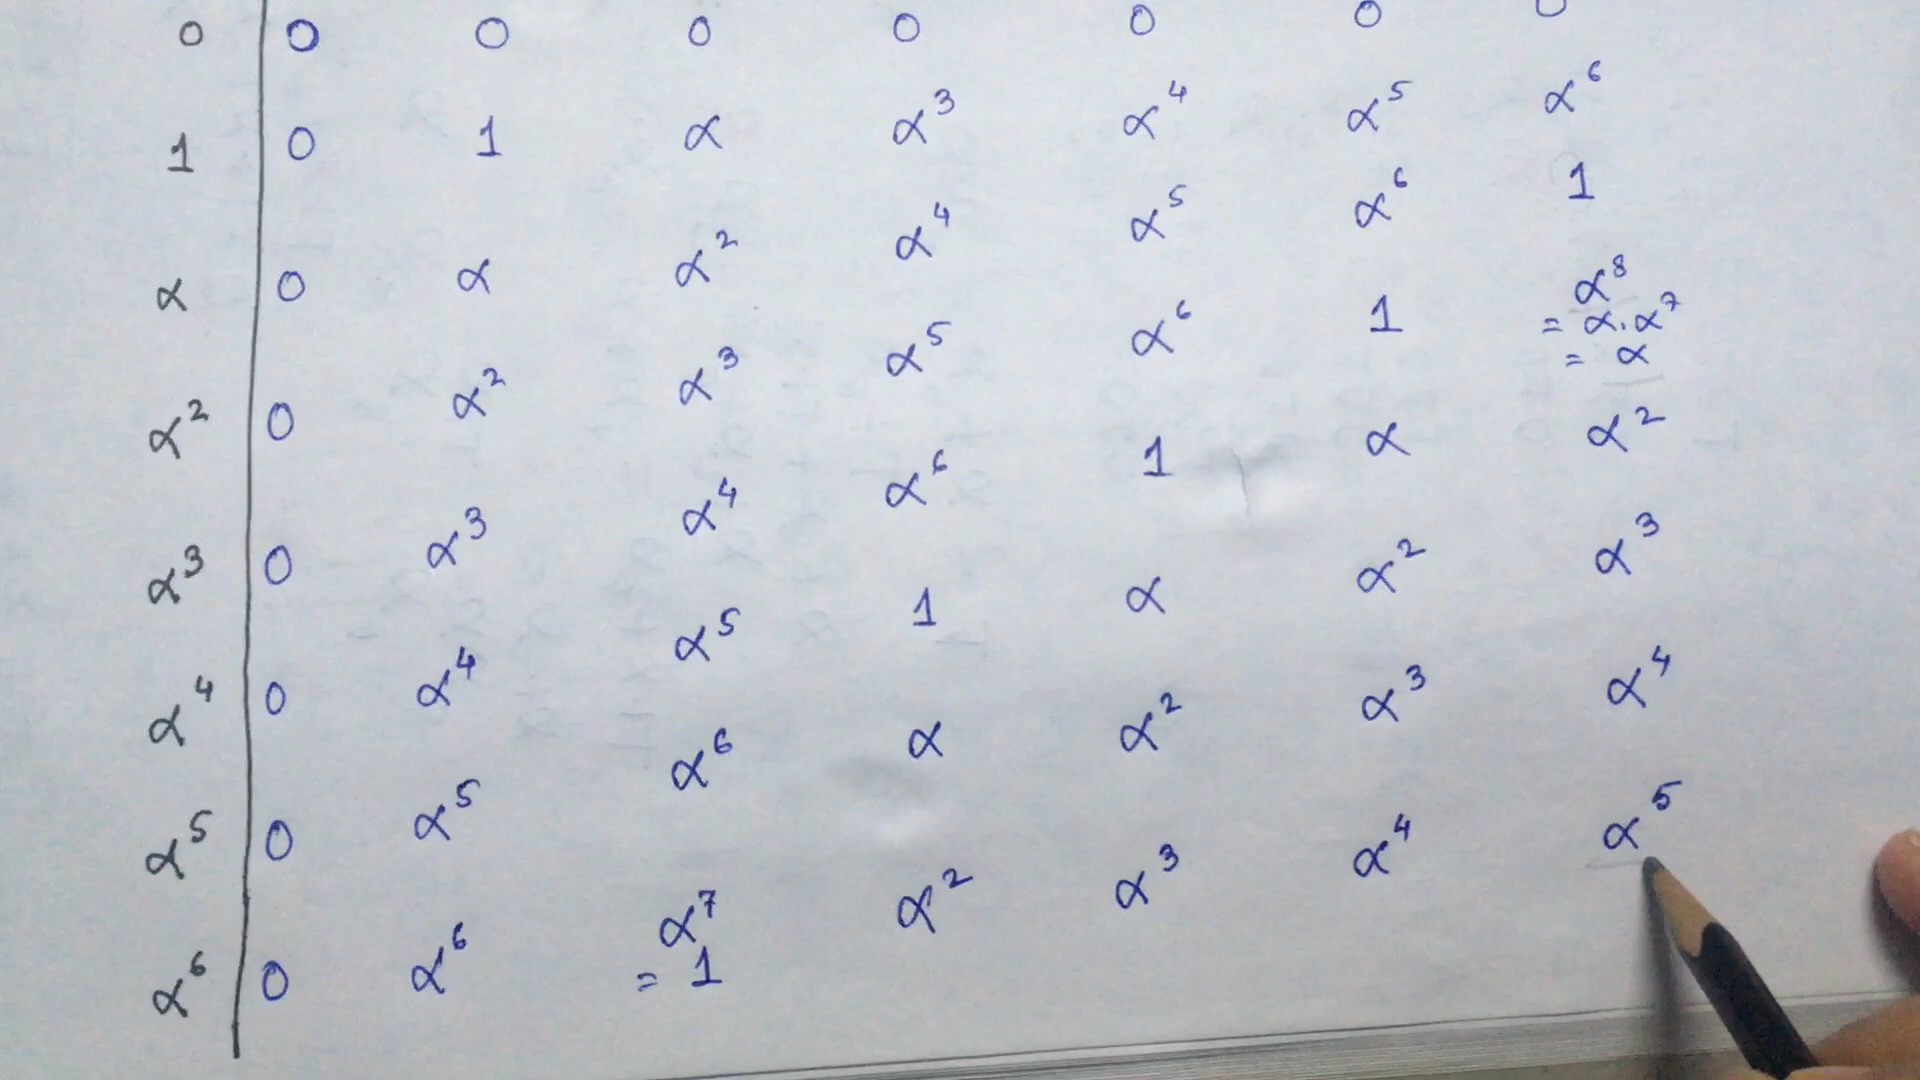 0 0 0 0 0 0 0 0
1 0 1 α α³ α⁴ α⁵ α⁶
α 0 α α² α⁴ α⁵ α⁶ 1
α² 0 α² α³ α⁵ α⁶ 1 α⁸
= α.α⁷
= α
α³ 0 α³ α⁴ α⁶ 1 α α²
α⁴ 0 α⁴ α⁵ 1 α α² α³
α⁵ 0 α⁵ α⁶ α α² α³ α⁴
α⁶ 0 α⁶ α⁷ α² α³ α⁴ α⁵
= 1